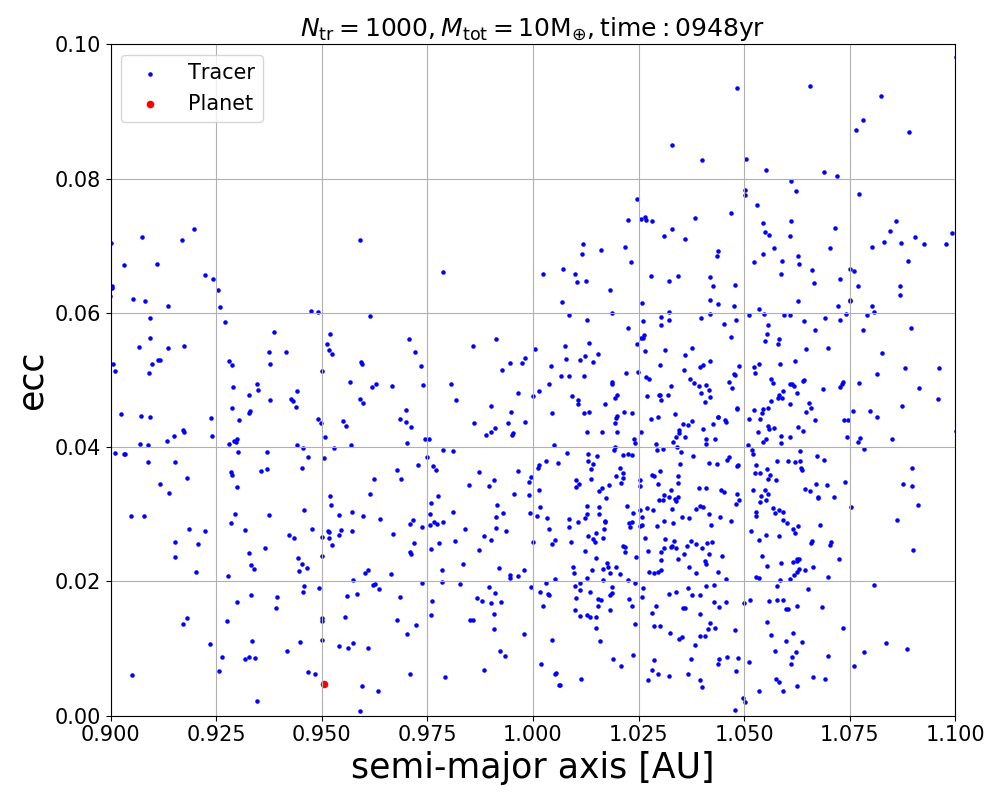 N_tr = 1000, M_tot = 10M_⊕, time : 0948yr
Tracer
Planet
ecc
0.10
0.08
0.06
0.04
0.02
0.00
0.900 0.925 0.950 0.975 1.000 1.025 1.050 1.075 1.100
semi-major axis [AU]